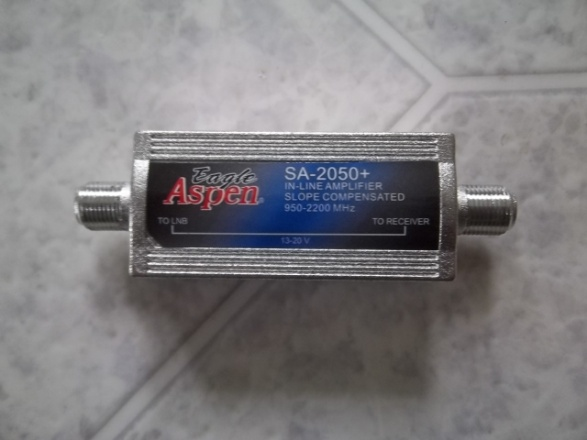 Eagle
Aspen®
SA-2050+
IN-LINE AMPLIFIER
SLOPE COMPENSATED
950-2200 MHz
TO LNB
TO RECEIVER
13-20 V